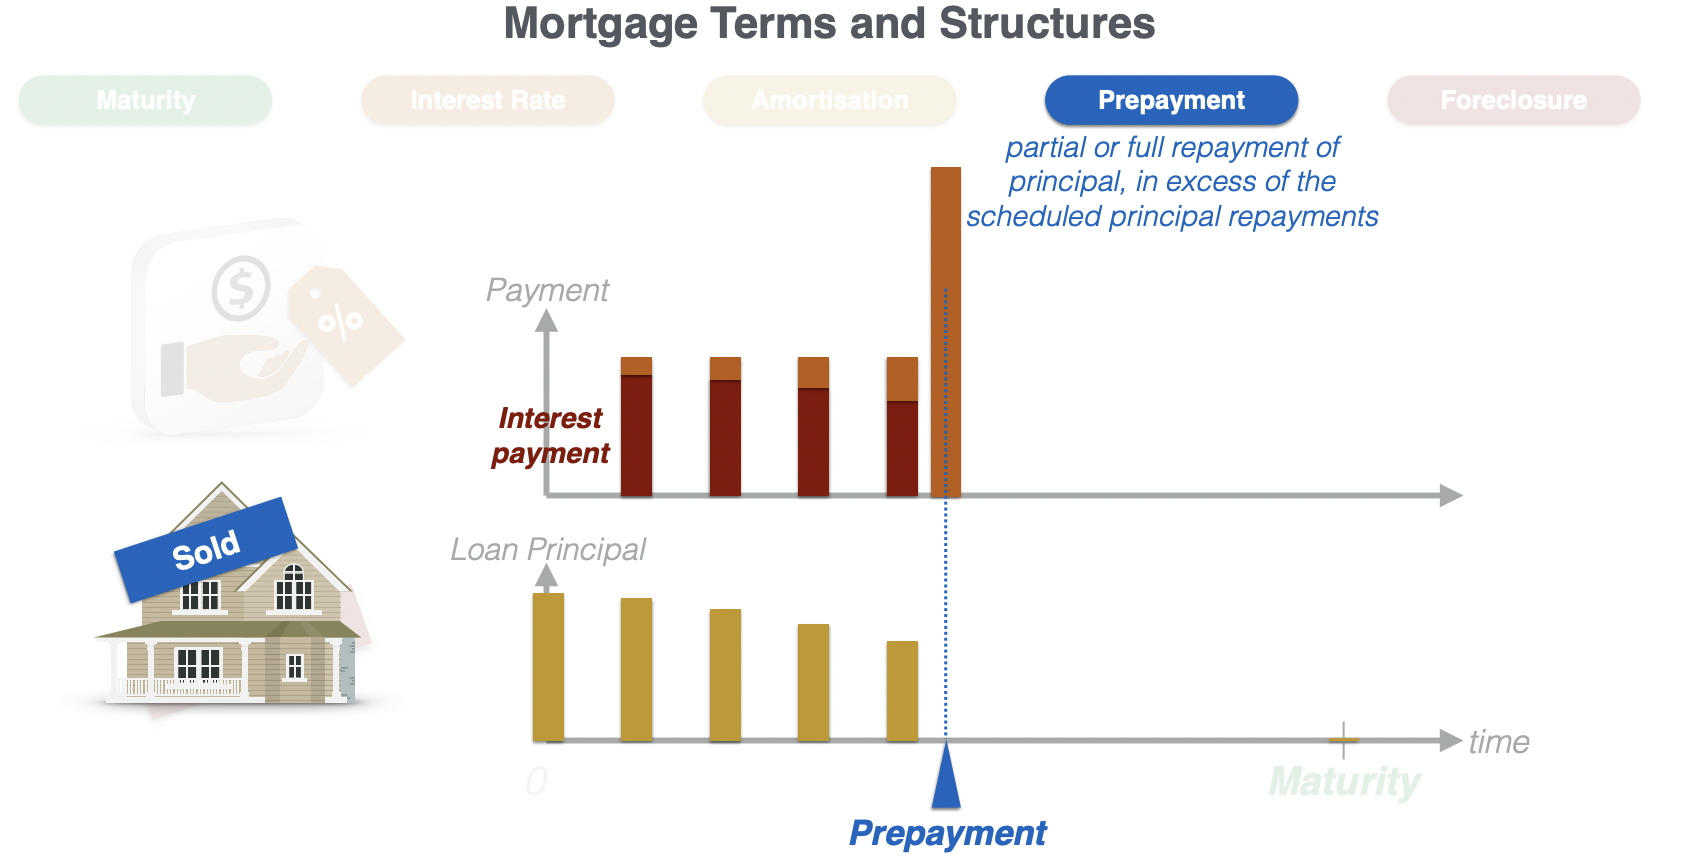 Mortgage Terms and Structures
Maturity
Interest Rate
Amortisation
Prepayment
Foreclosure
partial or full repayment of
principal, in excess of the
scheduled principal repayments
$
%
Payment
Interest
payment
Sold
Loan Principal
time
0
Maturity
Prepayment